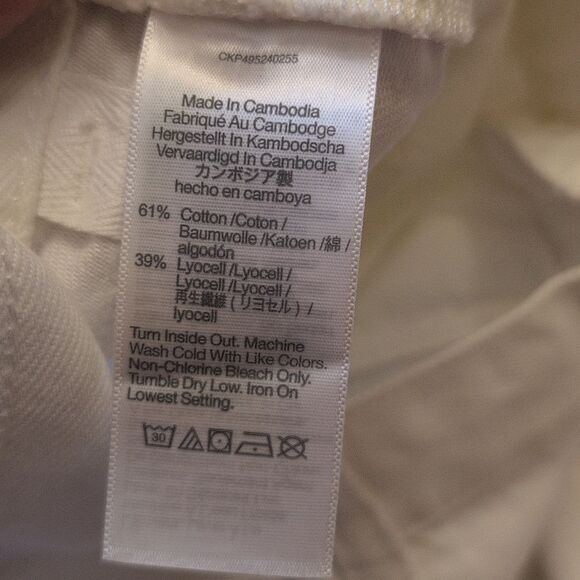 CKP495240255
Made In Cambodia
Fabriqué Au Cambodge
Hergestellt In Kambodscha
Vervaardigd In Cambodja
カンボジア製
hecho en camboya
61% Cotton /Coton /
Baumwolle /Katoen /綿 /
algodón
39% Lyocell /Lyocell /
Lyocell /Lyocell /
再生繊維 ( リヨセル ) /
lyocell
Turn Inside Out. Machine
Wash Cold With Like Colors.
Non-Chlorine Bleach Only.
Tumble Dry Low. Iron On
Lowest Setting.
30